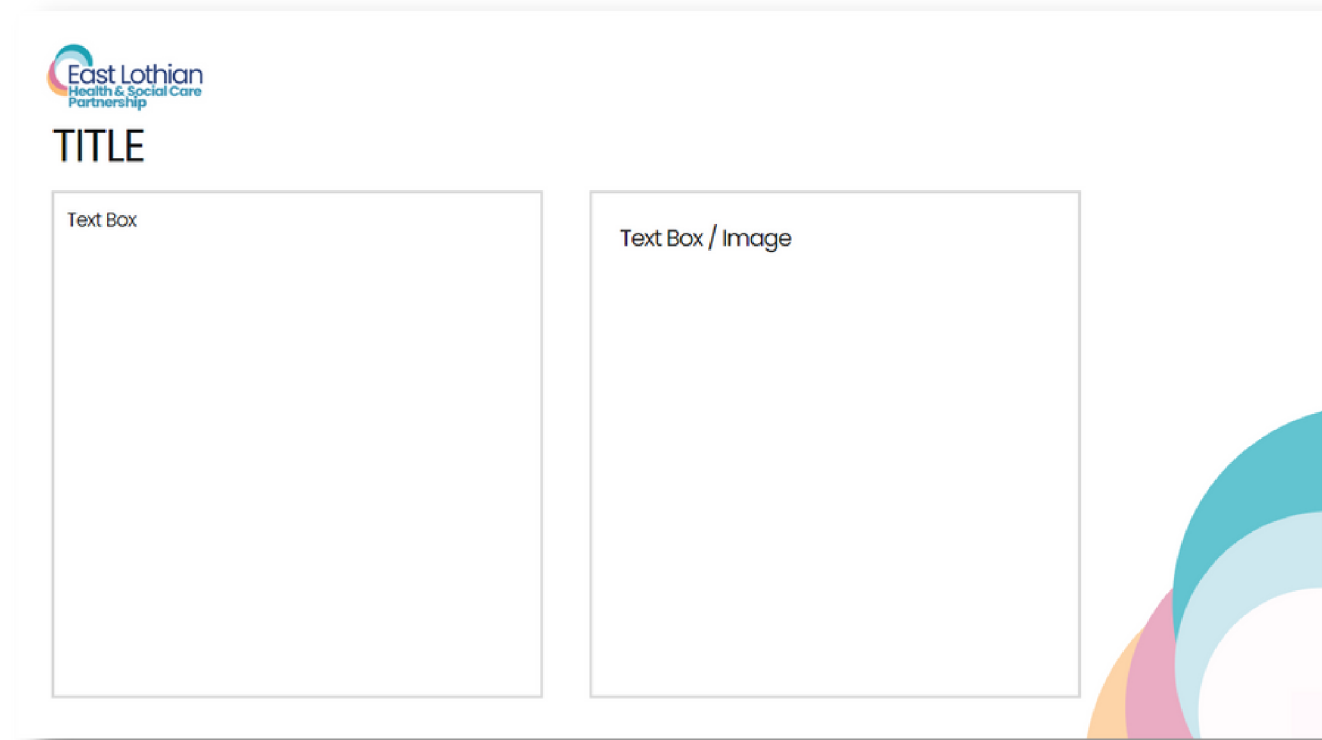 East Lothian
Health & Social Care
Partnership
TITLE
Text Box
Text Box / Image